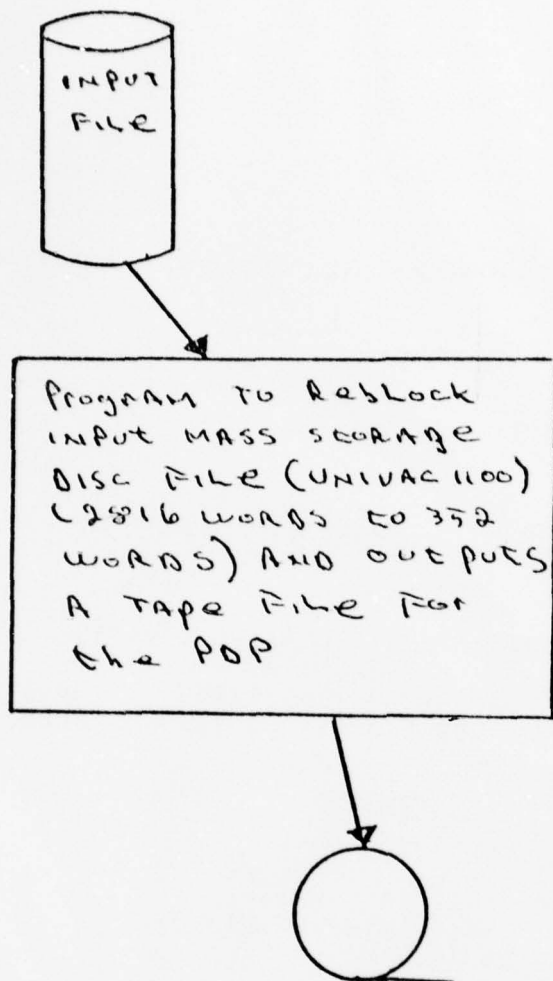 INPUT
FILE
Program TO Reblock
INPUT MASS STORAGE
DISC FILE (UNIVAC 1100)
(2816 WORDS to 352
WORDS) AND OUTPUTS
A TAPE FILE For
the PDP